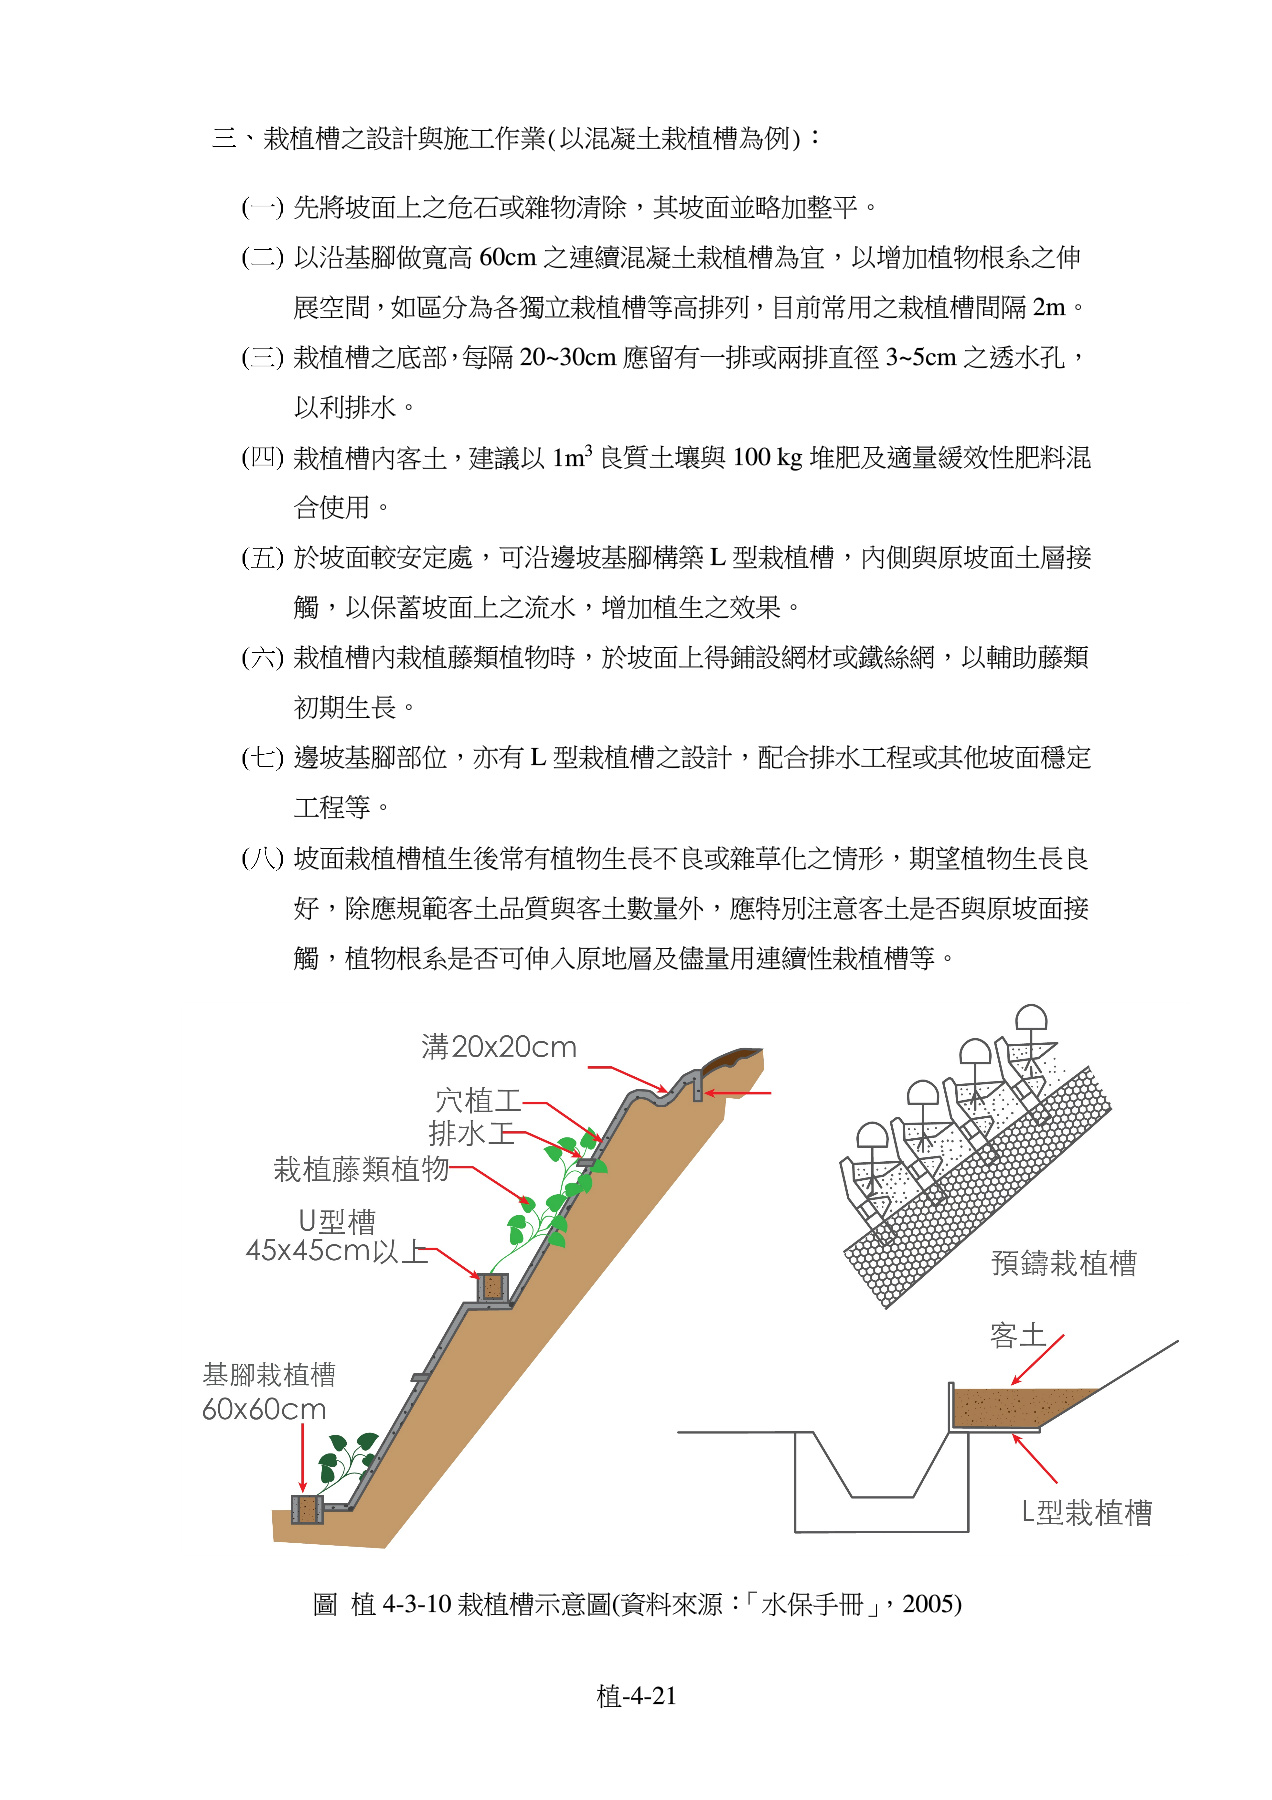 三、栽植槽之設計與施工作業(以混凝土栽植槽為例)：
(一) 先將坡面上之危石或雜物清除，其坡面並略加整平。
(二) 以沿基腳做寬高 60cm 之連續混凝土栽植槽為宜，以增加植物根系之伸
展空間，如區分為各獨立栽植槽等高排列，目前常用之栽植槽間隔 2m。
(三) 栽植槽之底部，每隔 20~30cm 應留有一排或兩排直徑 3~5cm 之透水孔，
以利排水。
(四) 栽植槽內客土，建議以 1m³ 良質土壤與 100 kg 堆肥及適量緩效性肥料混
合使用。
(五) 於坡面較安定處，可沿邊坡基腳構築 L 型栽植槽，內側與原坡面土層接
觸，以保蓄坡面上之流水，增加植生之效果。
(六) 栽植槽內栽植藤類植物時，於坡面上得鋪設網材或鐵絲網，以輔助藤類
初期生長。
(七) 邊坡基腳部位，亦有 L 型栽植槽之設計，配合排水工程或其他坡面穩定
工程等。
(八) 坡面栽植槽植生後常有植物生長不良或雜草化之情形，期望植物生長良
好，除應規範客土品質與客土數量外，應特別注意客土是否與原坡面接
觸，植物根系是否可伸入原地層及儘量用連續性栽植槽等。
溝20x20cm
穴植工
排水工
栽植藤類植物
U型槽
45x45cm以上
基腳栽植槽
60x60cm
預鑄栽植槽
客土
L型栽植槽
圖 植 4-3-10 栽植槽示意圖(資料來源：「水保手冊」，2005)
植-4-21